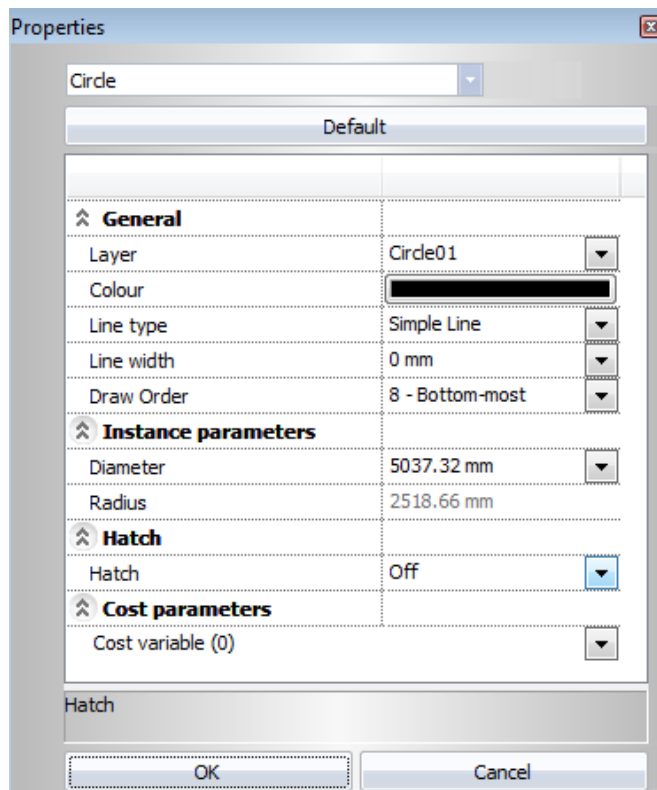 Properties
Circle
Default
General
Layer Circle01
Colour
Line type Simple Line
Line width 0 mm
Draw Order 8 - Bottom-most
Instance parameters
Diameter 5037.32 mm
Radius 2518.66 mm
Hatch
Hatch Off
Cost parameters
Cost variable (0)
Hatch
OK Cancel